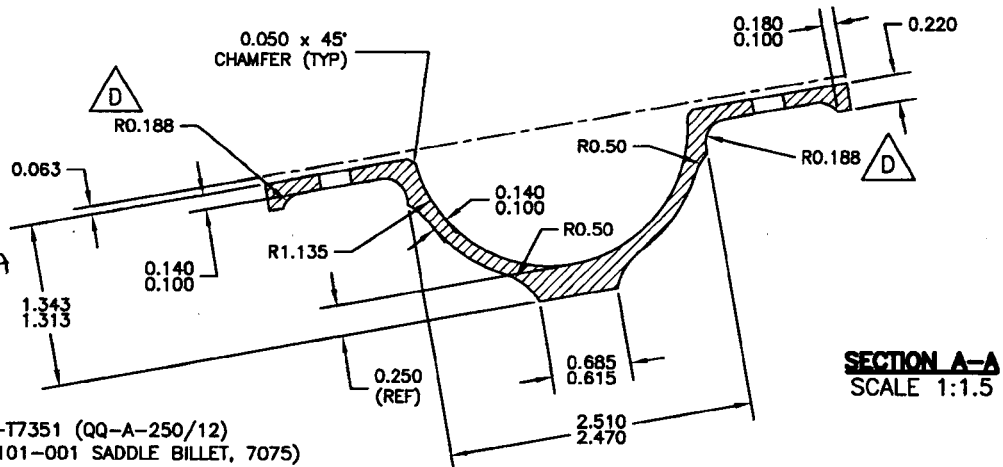 0.050 x 45°
CHAMFER (TYP)
0.180
0.100
0.220
D
R0.188
0.063
R0.50
R0.188
D
0.140
0.100
R0.50
R1.135
0.140
0.100
1.343
1.313
0.250
(REF)
0.685
0.615
2.510
2.470
SECTION A-A
SCALE 1:1.5
-T7351 (QQ-A-250/12)
101-001 SADDLE BILLET, 7075)